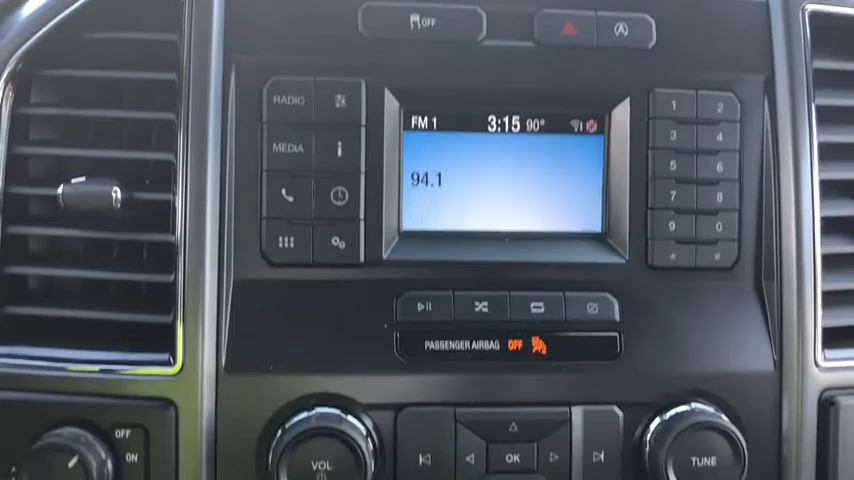 OFF
A
RADIO
MEDIA
i
FM 1 3:15 90°
94.1
1 2
3 4
5 6
7 8
9 0
* #
PASSENGER AIRBAG OFF
OFF
ON
VOL
OK
TUNE